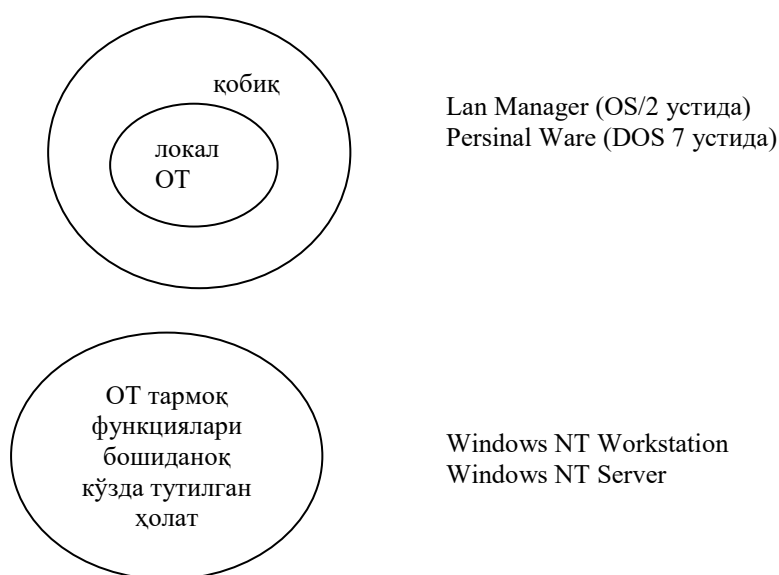 қобиқ
локал
ОТ
Lan Manager (OS/2 устида)
Persinal Ware (DOS 7 устида)
ОТ тармоқ
функциялари
бошиданоқ
кўзда тутилган
ҳолат
Windows NT Workstation
Windows NT Server